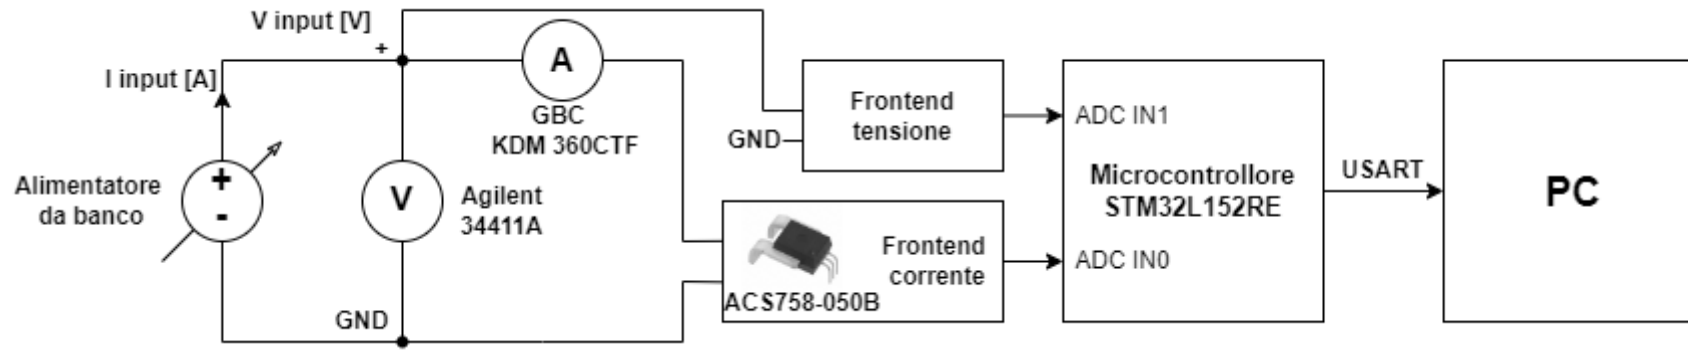 V input [V]
+
I input [A]
A
GBC
KDM 360CTF
Alimentatore
da banco
+
-
V
Agilent
34411A
GND
Frontend
tensione
GND
Frontend
corrente
ACS758-050B
ADC IN1
Microcontrollore
STM32L152RE
ADC IN0
USART
PC